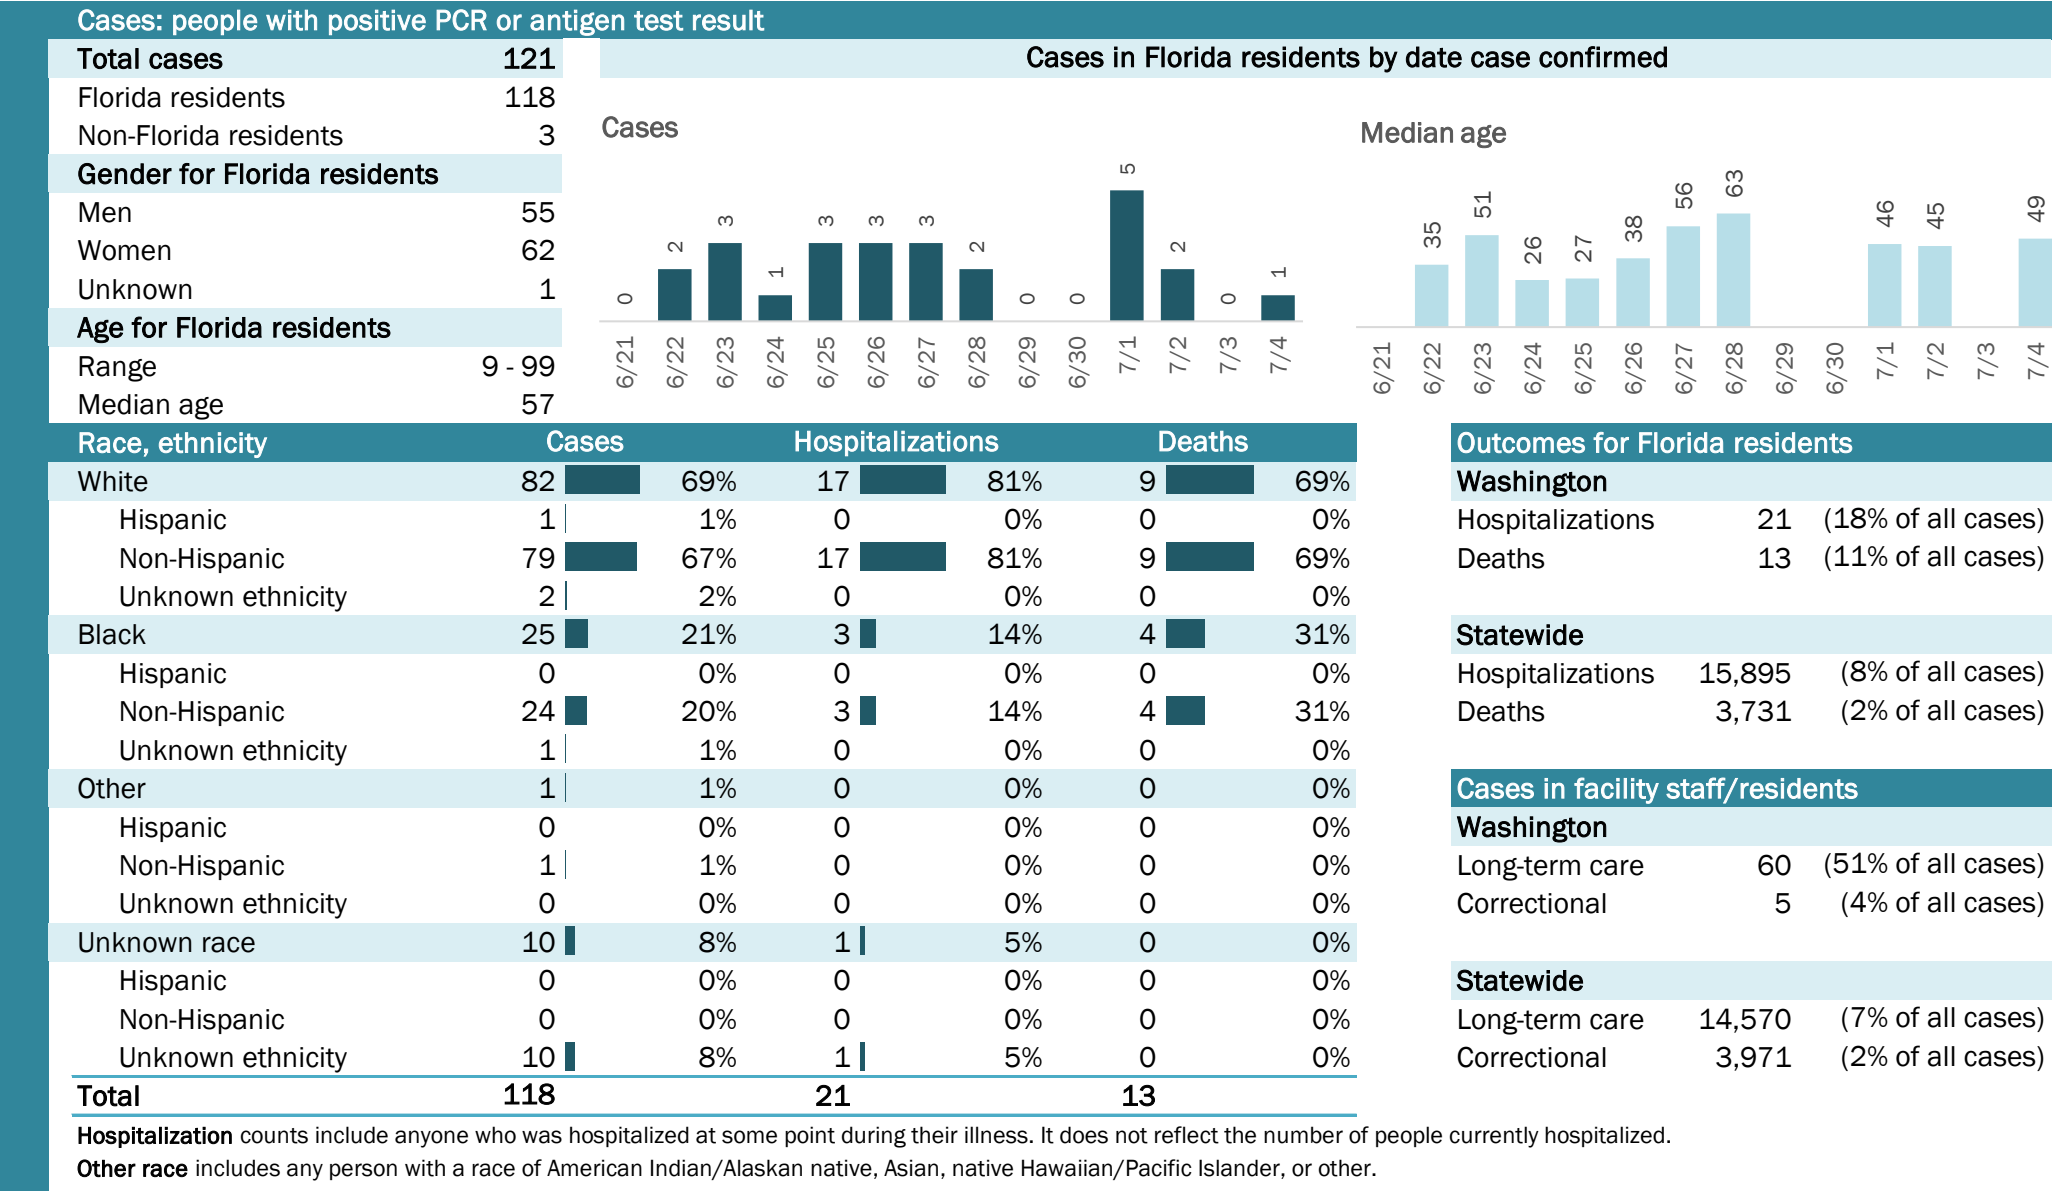 Cases: people with positive PCR or antigen test result
Total cases 121
Florida residents 118
Non-Florida residents 3
Gender for Florida residents
Men 55
Women 62
Unknown 1
Age for Florida residents
Range 9 - 99
Median age 57
Cases in Florida residents by date case confirmed
Cases
0 2 3 1 3 3 3 2 0 0 5 2 0 1
6/21 6/22 6/23 6/24 6/25 6/26 6/27 6/28 6/29 6/30 7/1 7/2 7/3 7/4
Median age
35 51 26 27 38 56 63 46 45 49
6/21 6/22 6/23 6/24 6/25 6/26 6/27 6/28 6/29 6/30 7/1 7/2 7/3 7/4
Race, ethnicity Cases Hospitalizations Deaths
White 82 69% 17 81% 9 69%
Hispanic 1 1% 0 0% 0 0%
Non-Hispanic 79 67% 17 81% 9 69%
Unknown ethnicity 2 2% 0 0% 0 0%
Black 25 21% 3 14% 4 31%
Hispanic 0 0% 0 0% 0 0%
Non-Hispanic 24 20% 3 14% 4 31%
Unknown ethnicity 1 1% 0 0% 0 0%
Other 1 1% 0 0% 0 0%
Hispanic 0 0% 0 0% 0 0%
Non-Hispanic 1 1% 0 0% 0 0%
Unknown ethnicity 0 0% 0 0% 0 0%
Unknown race 10 8% 1 5% 0 0%
Hispanic 0 0% 0 0% 0 0%
Non-Hispanic 0 0% 0 0% 0 0%
Unknown ethnicity 10 8% 1 5% 0 0%
Total 118 21 13
Outcomes for Florida residents
Washington
Hospitalizations 21 (18% of all cases)
Deaths 13 (11% of all cases)
Statewide
Hospitalizations 15,895 (8% of all cases)
Deaths 3,731 (2% of all cases)
Cases in facility staff/residents
Washington
Long-term care 60 (51% of all cases)
Correctional 5 (4% of all cases)
Statewide
Long-term care 14,570 (7% of all cases)
Correctional 3,971 (2% of all cases)
Hospitalization counts include anyone who was hospitalized at some point during their illness. It does not reflect the number of people currently hospitalized.
Other race includes any person with a race of American Indian/Alaskan native, Asian, native Hawaiian/Pacific Islander, or other.